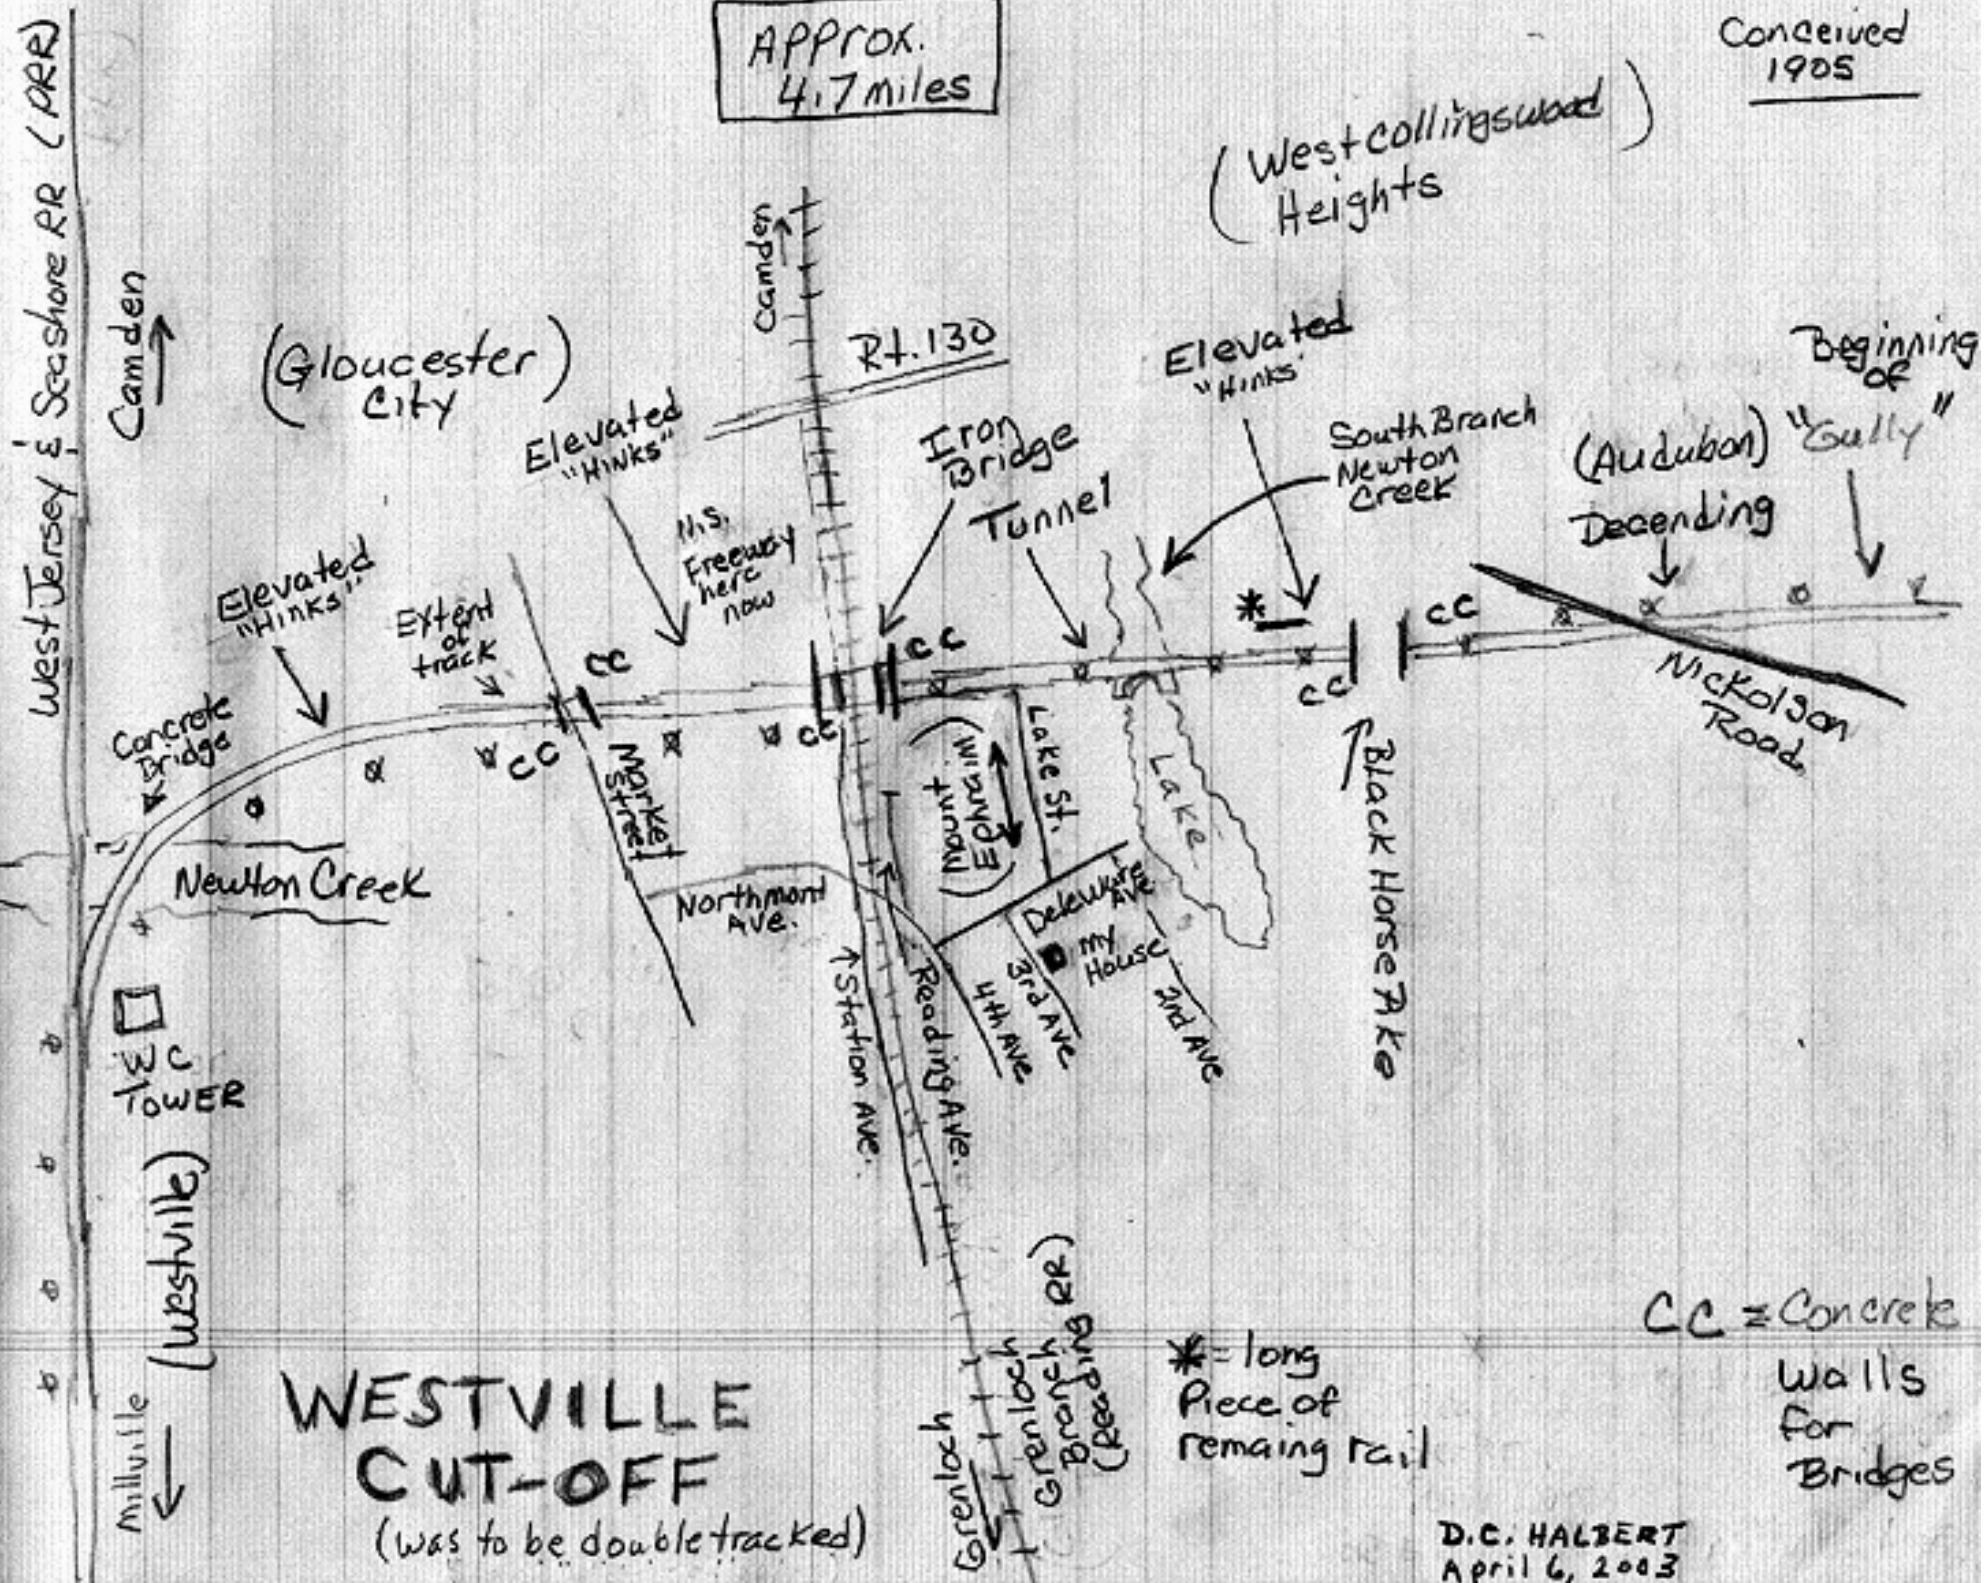 APProx.
4.7 miles
Conceived
1905
(West collingswood)
Heights
West Jersey & Seashore RR (PRR)
Camden
Camden
(Gloucester)
City
Rt. 130
Elevated
"Hinks"
Elevated
"Hinks"
Iron
Bridge
Tunnel
South Branch
Newton
Creek
(Audubon)
Decending
Beginning
of
"Gully"
N.S.
Freeway
here
now
Elevated
"Hinks"
Extent
of
track
CC
CC
*
CC
CC
CC
CC
Concrete
Bridge
Market
Street
(Mount
Ephraim)
Lake St.
Lake
Black Horse Pike
Nickolson
Road
Newton Creek
Northmont
Ave.
Delewure
Ave
my
House
3rd Ave
4th Ave
2nd Ave
Station Ave.
Reading Ave.
WC
TOWER
(Westville)
Millville
Grenloch
Grenloch
Branch
(Reading RR)
WESTVILLE
CUT-OFF
(was to be double tracked)
* = long
Piece of
remaing rail
CC = Concrete
Walls
for
Bridges
D.C. HALBERT
April 6, 2003